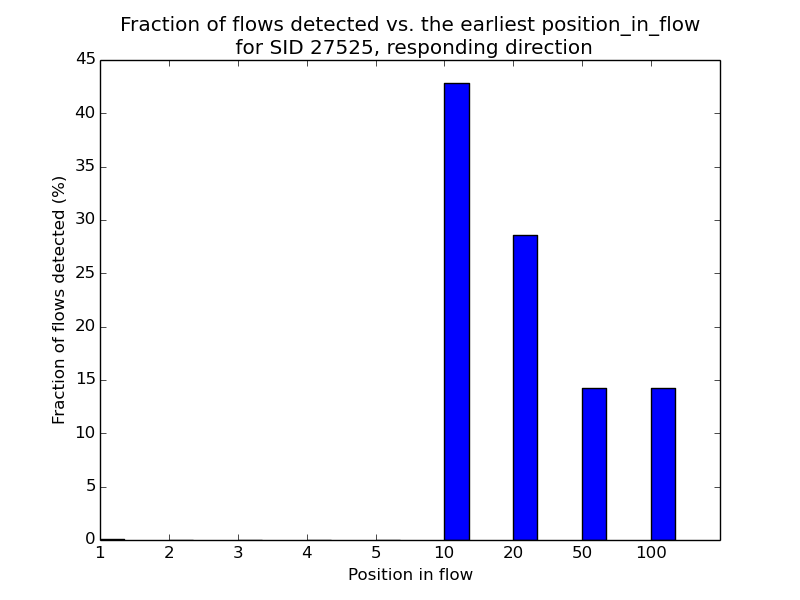 Fraction of flows detected vs. the earliest position_in_flow
for SID 27525, responding direction
45
40
35
30
25
20
15
10
5
0
Fraction of flows detected (%)
1 2 3 4 5 10 20 50 100
Position in flow